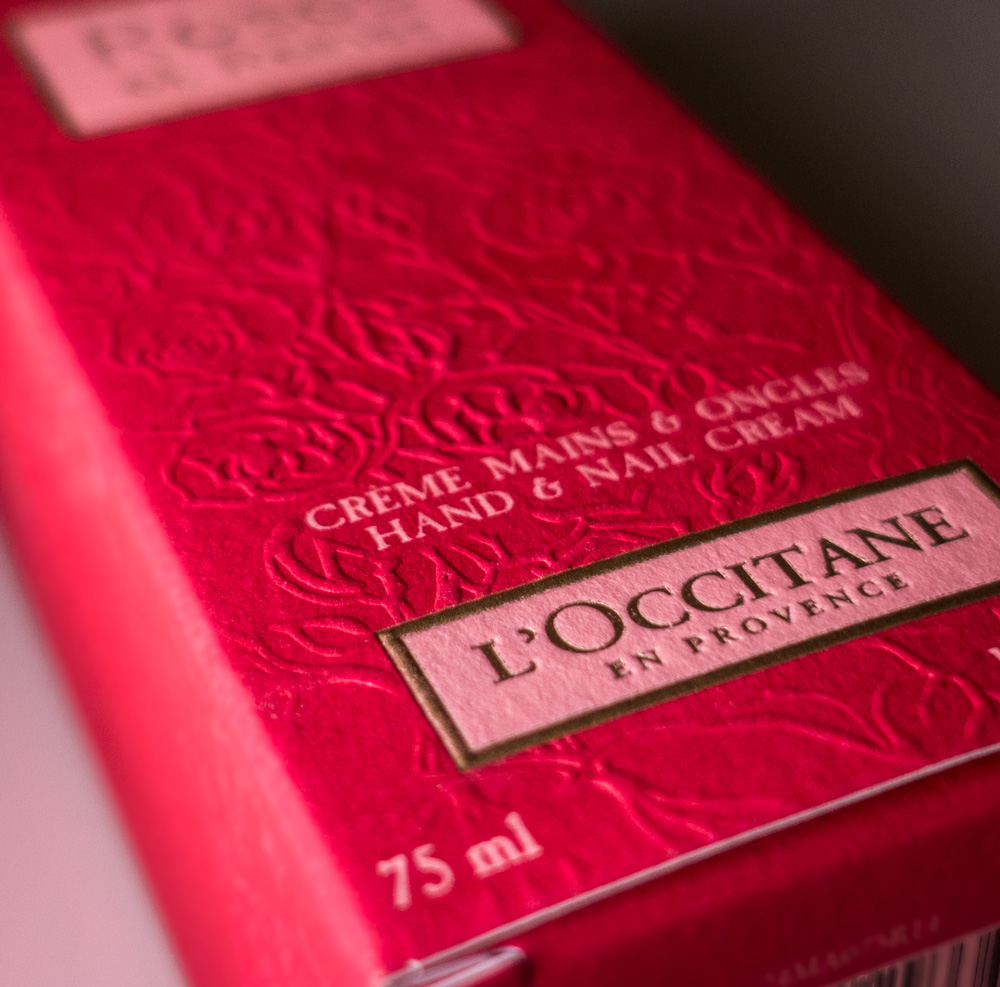 CRÈME MAINS & ONGLES
HAND & NAIL CREAM
L'OCCITANE
EN PROVENCE
75 ml